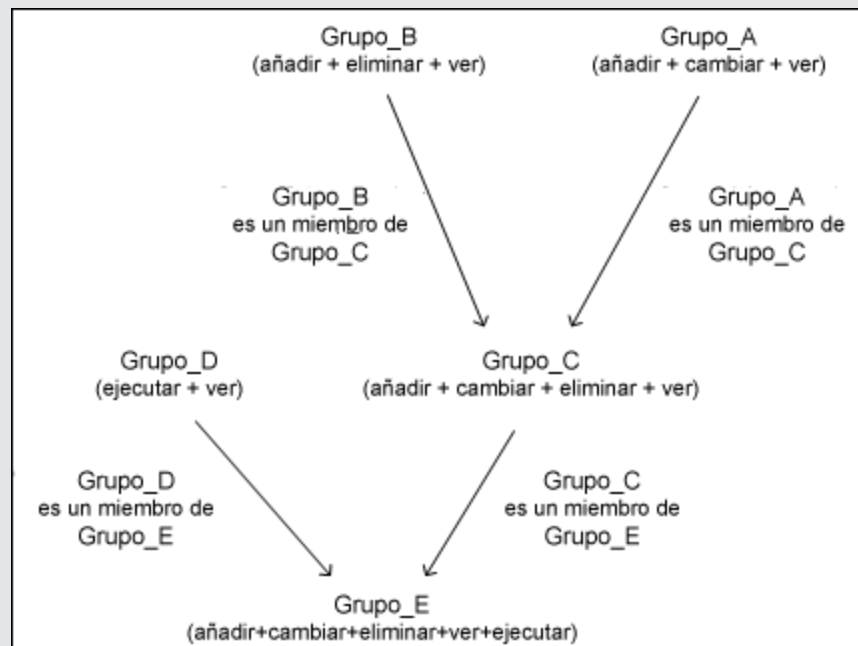 Grupo_B
(añadir + eliminar + ver)
Grupo_A
(añadir + cambiar + ver)
Grupo_B
es un miembro de
Grupo_C
Grupo_A
es un miembro de
Grupo_C
Grupo_D
(ejecutar + ver)
Grupo_C
(añadir + cambiar + eliminar + ver)
Grupo_D
es un miembro de
Grupo_E
Grupo_C
es un miembro de
Grupo_E
Grupo_E
(añadir+cambiar+eliminar+ver+ejecutar)